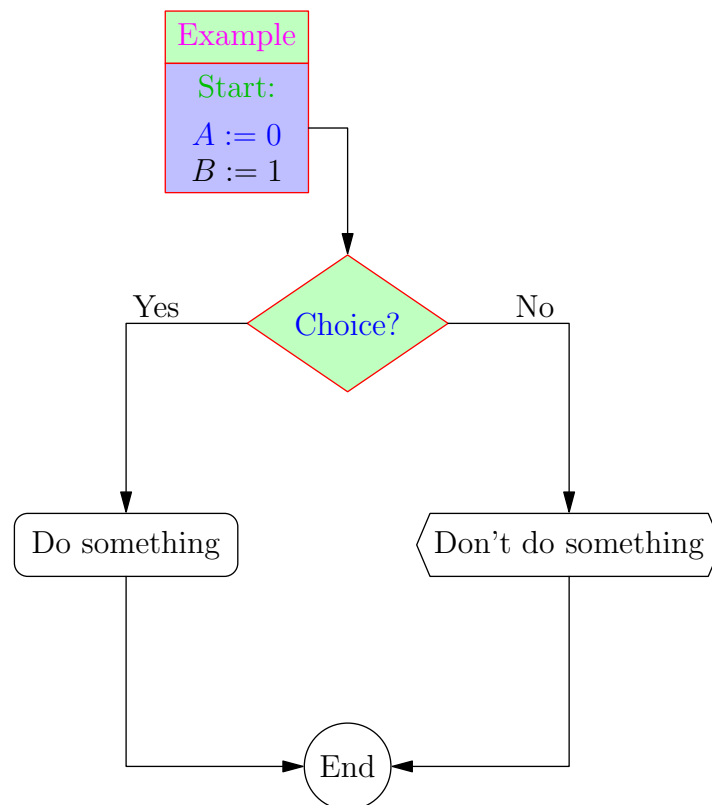 Example
Start:
A := 0
B := 1
Yes
No
Choice?
Do something
Don't do something
End